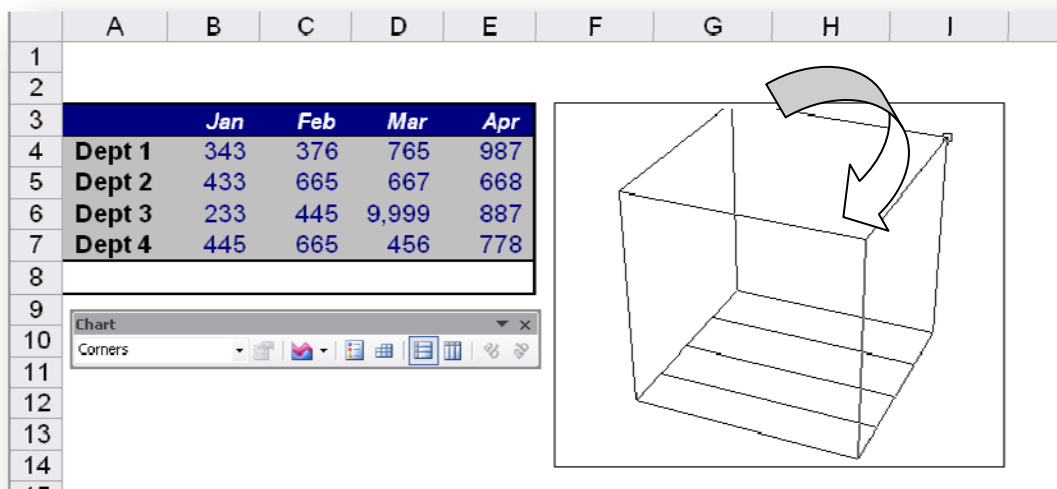 A B C D E F G H I
1
2
3 Jan Feb Mar Apr
4 Dept 1 343 376 765 987
5 Dept 2 433 665 667 668
6 Dept 3 233 445 9,999 887
7 Dept 4 445 665 456 778
8
9
Chart
10
Corners
11
12
13
14